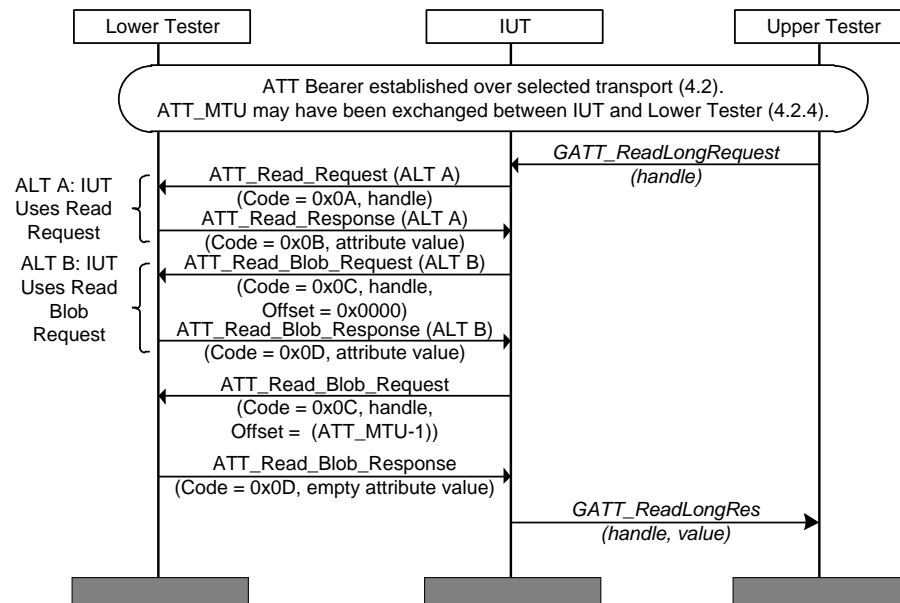 Lower Tester
IUT
Upper Tester
ATT Bearer established over selected transport (4.2).
ATT_MTU may have been exchanged between IUT and Lower Tester (4.2.4).
GATT_ReadLongRequest
(handle)
ALT A: IUT
Uses Read
Request
ATT_Read_Request (ALT A)
(Code = 0x0A, handle)
ATT_Read_Response (ALT A)
(Code = 0x0B, attribute value)
ALT B: IUT
Uses Read
Blob
Request
ATT_Read_Blob_Request (ALT B)
(Code = 0x0C, handle,
Offset = 0x0000)
ATT_Read_Blob_Response (ALT B)
(Code = 0x0D, attribute value)
ATT_Read_Blob_Request
(Code = 0x0C, handle,
Offset = (ATT_MTU-1))
ATT_Read_Blob_Response
(Code = 0x0D, empty attribute value)
GATT_ReadLongRes
(handle, value)